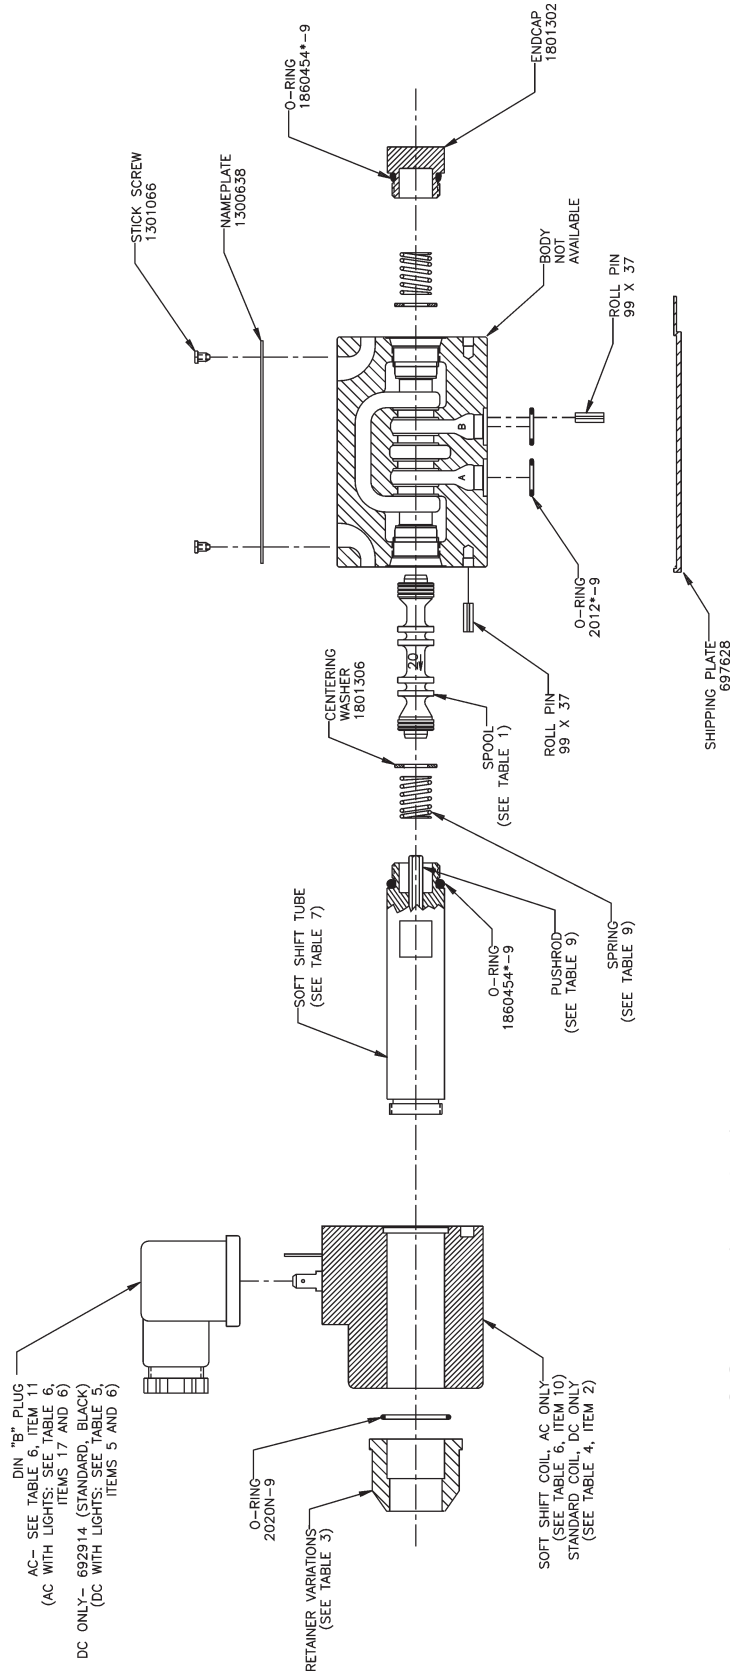 DIN "B" PLUG
AC– SEE TABLE 6, ITEM 11
(AC WITH LIGHTS: SEE TABLE 6,
ITEMS 17 AND 6)
DC ONLY– 692914 (STANDARD, BLACK)
(DC WITH LIGHTS: SEE TABLE 5,
ITEMS 5 AND 6)
O–RING
2020N–9
RETAINER VARIATIONS
(SEE TABLE 3)
SOFT SHIFT COIL, AC ONLY
(SEE TABLE 6, ITEM 10)
STANDARD COIL, DC ONLY
(SEE TABLE 4, ITEM 2)
SOFT SHIFT TUBE
(SEE TABLE 7)
O–RING
1860454*–9
PUSHROD
(SEE TABLE 9)
SPRING
(SEE TABLE 9)
CENTERING
WASHER
1801306
20
SPOOL
(SEE TABLE 1)
ROLL PIN
99 X 37
O–RING
2012*–9
SHIPPING PLATE
697628
STICK SCREW
1301066
NAMEPLATE
1300638
A
B
BODY
NOT
AVAILABLE
ROLL PIN
99 X 37
O–RING
1860454*–9
ENDCAP
1801302